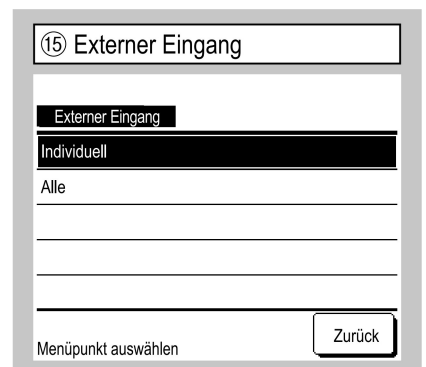 ⑮ Externer Eingang
Externer Eingang
Individuell
Alle
Menüpunkt auswählen
Zurück